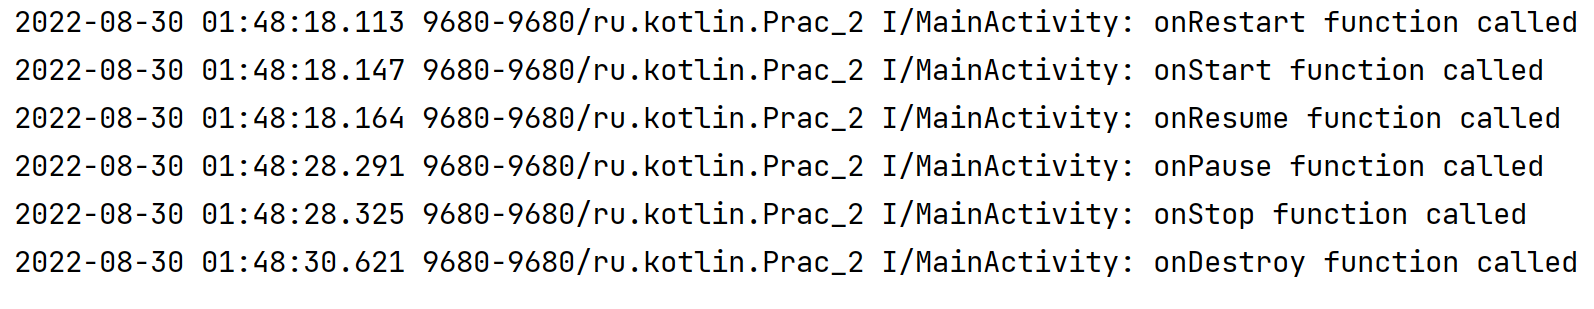 2022-08-30 01:48:18.113 9680-9680/ru.kotlin.Prac_2 I/MainActivity: onRestart function called
2022-08-30 01:48:18.147 9680-9680/ru.kotlin.Prac_2 I/MainActivity: onStart function called
2022-08-30 01:48:18.164 9680-9680/ru.kotlin.Prac_2 I/MainActivity: onResume function called
2022-08-30 01:48:28.291 9680-9680/ru.kotlin.Prac_2 I/MainActivity: onPause function called
2022-08-30 01:48:28.325 9680-9680/ru.kotlin.Prac_2 I/MainActivity: onStop function called
2022-08-30 01:48:30.621 9680-9680/ru.kotlin.Prac_2 I/MainActivity: onDestroy function called